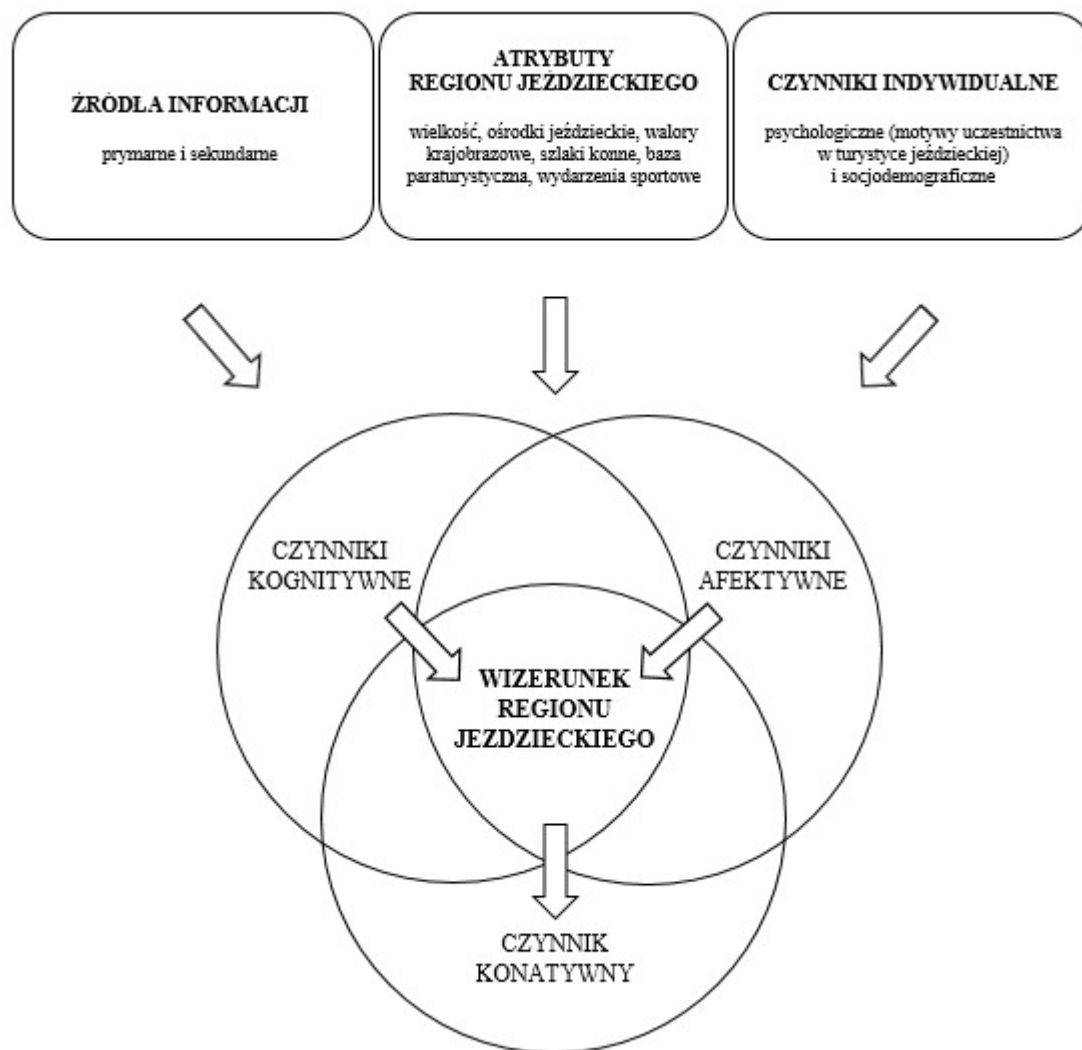 ŹRÓDŁA INFORMACJI
prymarne i sekundarne
ATRYBUTY
REGIONU JEŹDZIECKIEGO
wielkość, ośrodki jeździeckie, walory
krajobrazowe, szlaki konne, baza
paraturystyczna, wydarzenia sportowe
CZYNNIKI INDYWIDUALNE
psychologiczne (motywy uczestnictwa
w turystyce jeździeckiej)
i socjodemograficzne
CZYNNIKI
KOGNITYWNE
CZYNNIKI
AFEKTYWNE
WIZERUNEK
REGIONU
JEZDZIECKIEGO
CZYNNIK
KONATYWNY